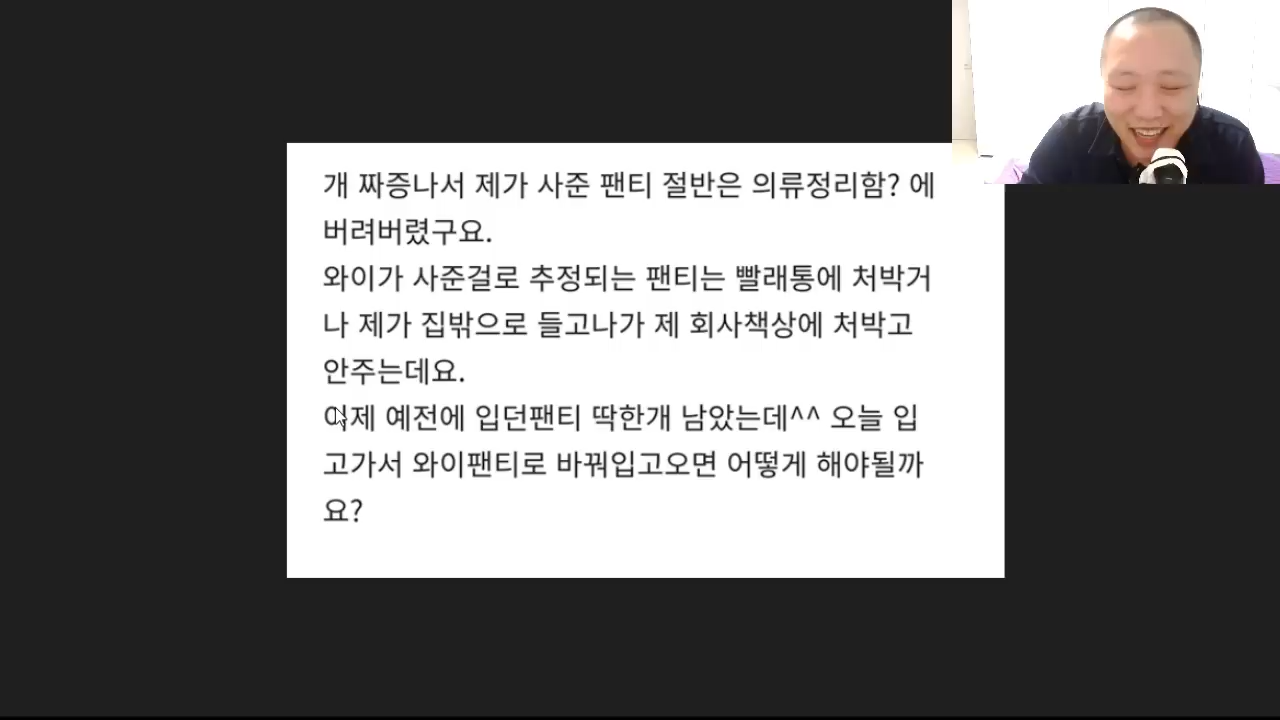 개 짜증나서 제가 사준 팬티 절반은 의류정리함? 에
버려버렸구요.
와이가 사준걸로 추정되는 팬티는 빨래통에 처박거
나 제가 집밖으로 들고나가 제 회사책상에 처박고
안주는데요.
이제 예전에 입던팬티 딱한개 남았는데^^ 오늘 입
고가서 와이팬티로 바꿔입고오면 어떻게 해야될까
요?